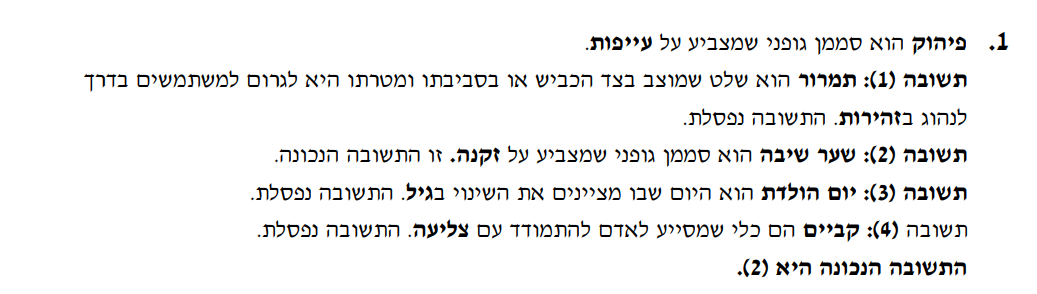 1. פיהוק הוא סממן גופני שמצביע על עייפות.
תשובה (1): תמרור הוא שלט שמוצב בצד הכביש או בסביבתו ומטרתו היא לגרום למשתמשים בדרך
לנהוג בזהירות. התשובה נפסלת.
תשובה (2): שער שיבה הוא סממן גופני שמצביע על זקנה. זו התשובה הנכונה.
תשובה (3): יום הולדת הוא היום שבו מציינים את השינוי בגיל. התשובה נפסלת.
תשובה (4): קביים הם כלי שמסייע לאדם להתמודד עם צליעה. התשובה נפסלת.
התשובה הנכונה היא (2).